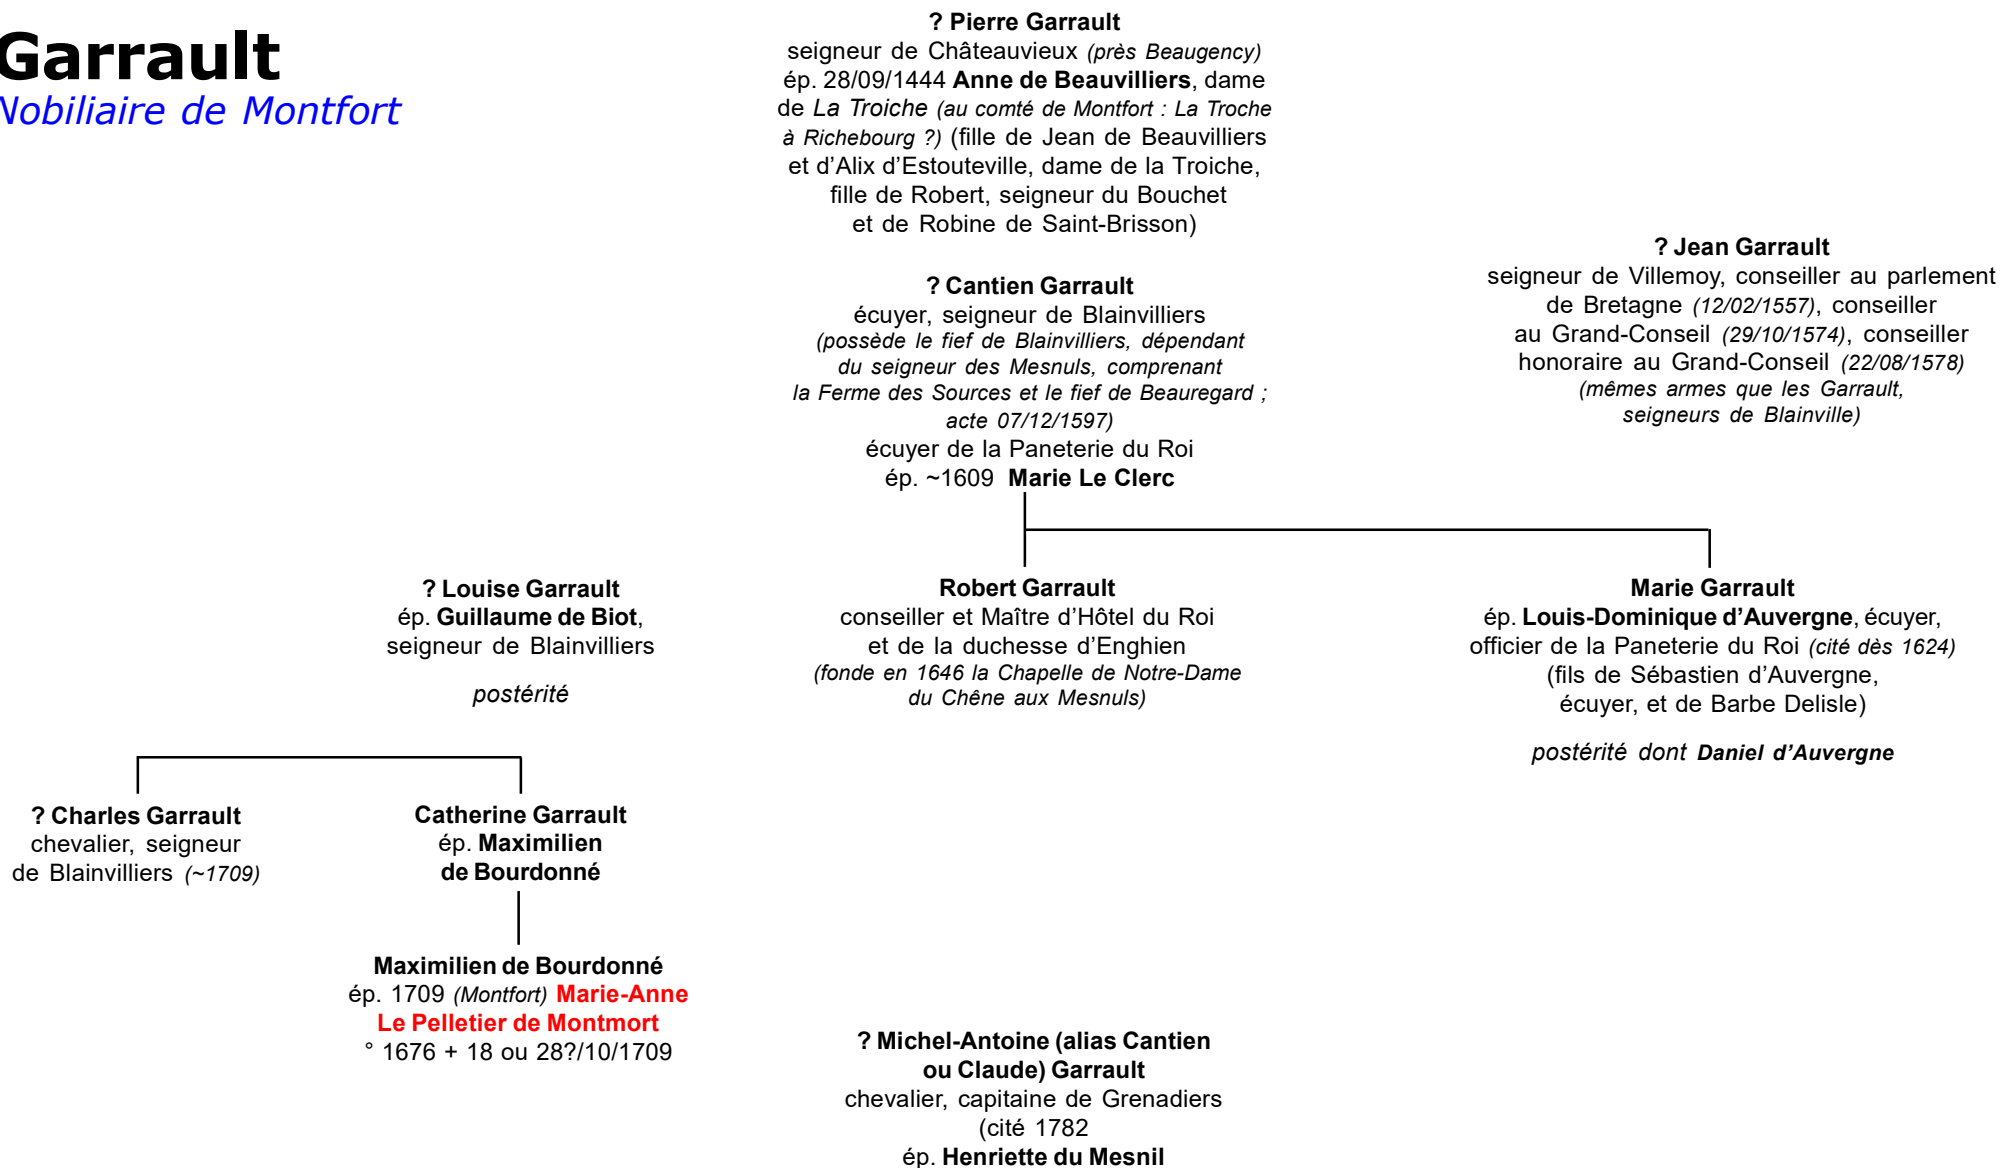 Garrault
Nobiliaire de Montfort
? Pierre Garrault
seigneur de Châteauvieux (près Beaugency)
ép. 28/09/1444 Anne de Beauvilliers, dame
de La Troiche (au comté de Montfort : La Troche
à Richebourg ?) (fille de Jean de Beauvilliers
et d’Alix d’Estouteville, dame de la Troiche,
fille de Robert, seigneur du Bouchet
et de Robine de Saint-Brisson)
? Cantien Garrault
écuyer, seigneur de Blainvilliers
(possède le fief de Blainvilliers, dépendant
du seigneur des Mesnuls, comprenant
la Ferme des Sources et le fief de Beauregard ;
acte 07/12/1597)
écuyer de la Paneterie du Roi
ép. ~1609 Marie Le Clerc
? Jean Garrault
seigneur de Villemoy, conseiller au parlement
de Bretagne (12/02/1557), conseiller
au Grand-Conseil (29/10/1574), conseiller
honoraire au Grand-Conseil (22/08/1578)
(mêmes armes que les Garrault,
seigneurs de Blainville)
? Louise Garrault
ép. Guillaume de Biot,
seigneur de Blainvilliers
postérité
Robert Garrault
conseiller et Maître d’Hôtel du Roi
et de la duchesse d’Enghien
(fonde en 1646 la Chapelle de Notre-Dame
du Chêne aux Mesnuls)
Marie Garrault
ép. Louis-Dominique d’Auvergne, écuyer,
officier de la Paneterie du Roi (cité dès 1624)
(fils de Sébastien d’Auvergne,
écuyer, et de Barbe Delisle)
postérité dont Daniel d’Auvergne
? Charles Garrault
chevalier, seigneur
de Blainvilliers (~1709)
Catherine Garrault
ép. Maximilien
de Bourdonné
Maximilien de Bourdonné
ép. 1709 (Montfort) Marie-Anne
Le Pelletier de Montmort
° 1676 + 18 ou 28?/10/1709
? Michel-Antoine (alias Cantien
ou Claude) Garrault
chevalier, capitaine de Grenadiers
(cité 1782
ép. Henriette du Mesnil